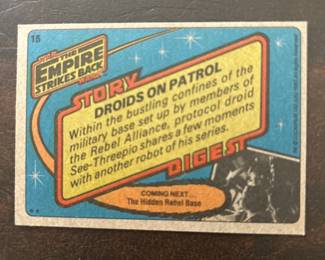 15
STAR
THE
EMPIRE
STRIKES BACK
WARS
STORY
DROIDS ON PATROL
Within the bustling confines of the
military base set up by members of
the Rebel Alliance, protocol droid
See-Threepio shares a few moments
with another robot of his series.
DIGEST
COMING NEXT...
The Hidden Rebel Base